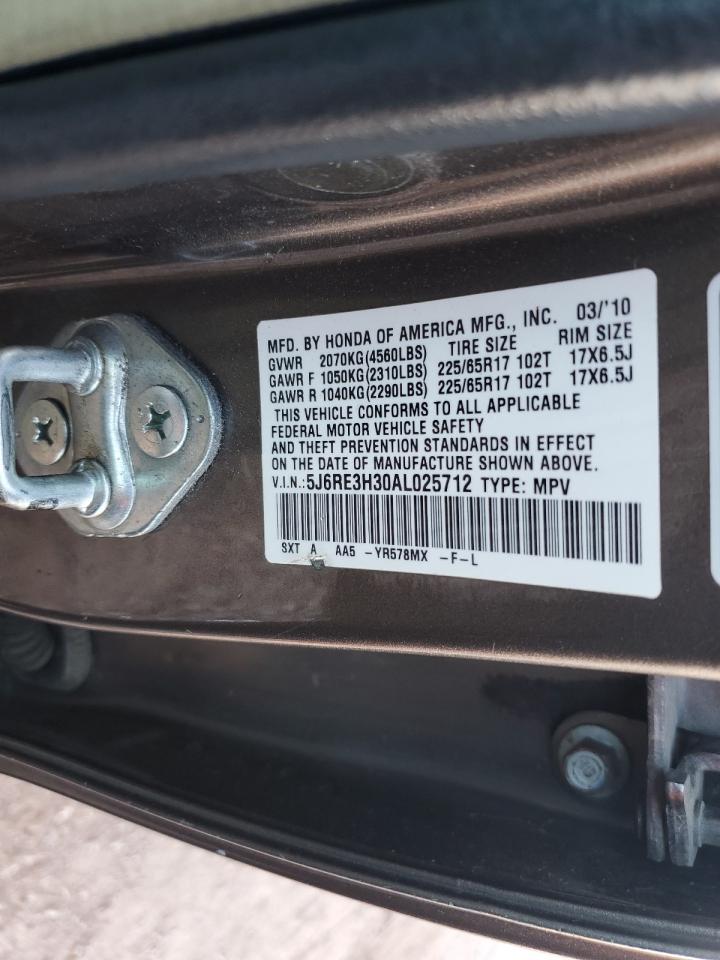 MFD. BY HONDA OF AMERICA MFG., INC. 03/'10
GVWR 2070KG(4560LBS) TIRE SIZE RIM SIZE
GAWR F 1050KG(2310LBS) 225/65R17 102T 17X6.5J
GAWR R 1040KG(2290LBS) 225/65R17 102T 17X6.5J
THIS VEHICLE CONFORMS TO ALL APPLICABLE
FEDERAL MOTOR VEHICLE SAFETY
AND THEFT PREVENTION STANDARDS IN EFFECT
ON THE DATE OF MANUFACTURE SHOWN ABOVE.
V.I.N.:5J6RE3H30AL025712 TYPE: MPV
SXT A AA5 -YR578MX -F-L